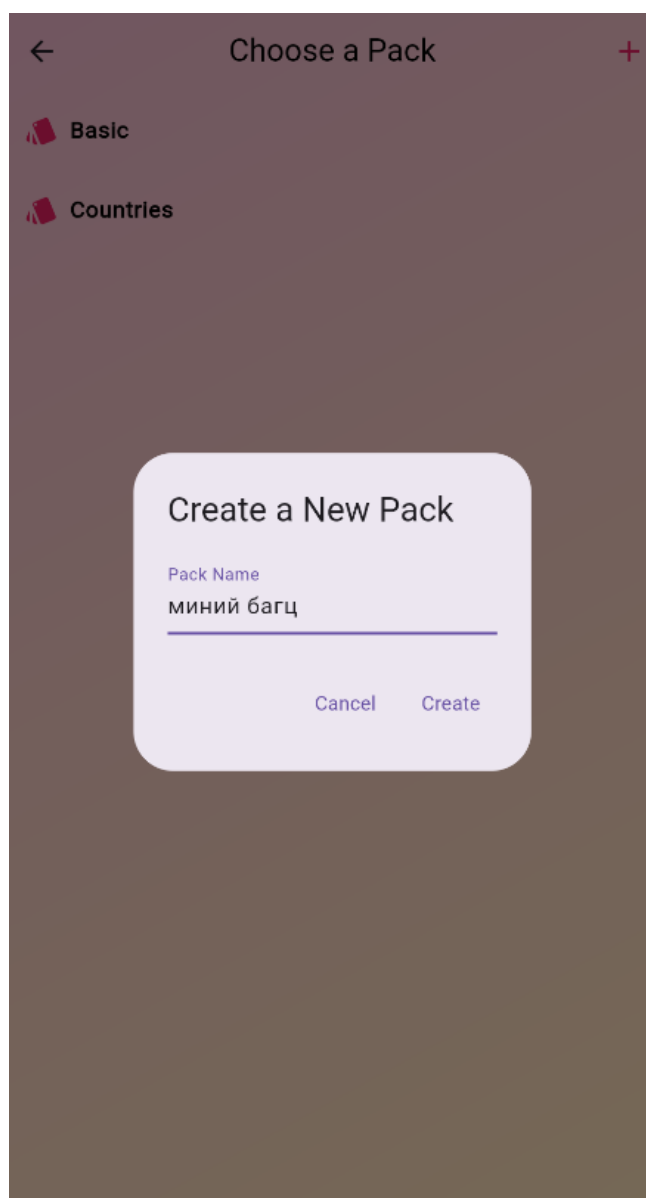 Choose a Pack
Basic
Countries
Create a New Pack
Pack Name
миний багц
Cancel Create